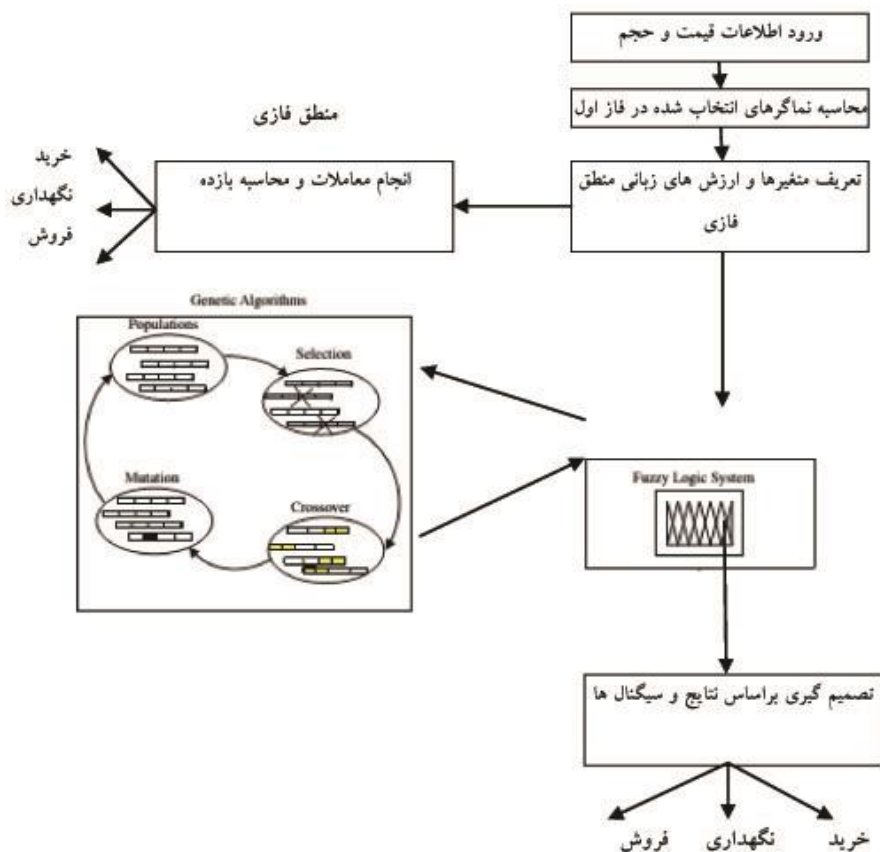 ورود اطلاعات قیمت و حجم
محاسبه نماگرهای انتخاب شده در فاز اول
منطق فازی
تعریف متغیرها و ارزش های زبانی منطق
فازی
انجام معاملات و محاسبه بازده
خرید
نگهداری
فروش
Genetic Algorithms
Populations
Selection
Mutation
Crossover
Fuzzy Logic System
تصمیم گیری براساس نتایج و سیگنال ها
خرید نگهداری فروش